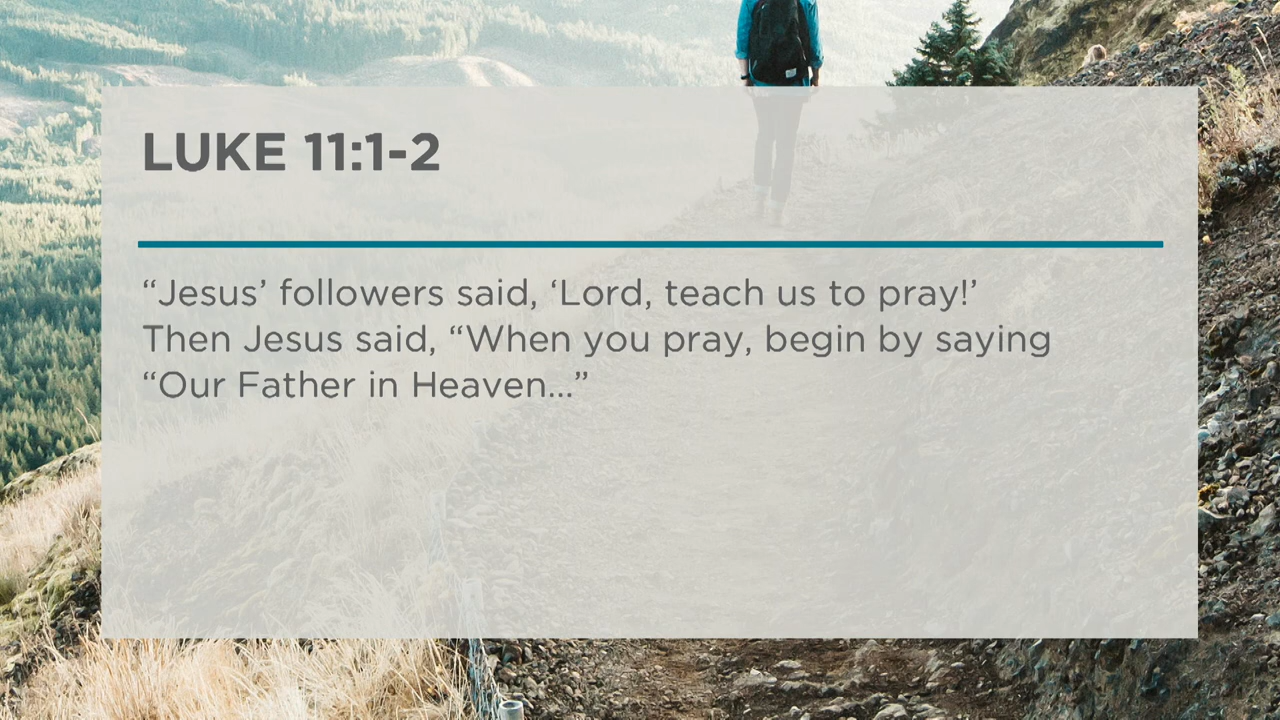 LUKE 11:1-2
“Jesus’ followers said, ‘Lord, teach us to pray!’
Then Jesus said, “When you pray, begin by saying
“Our Father in Heaven...”